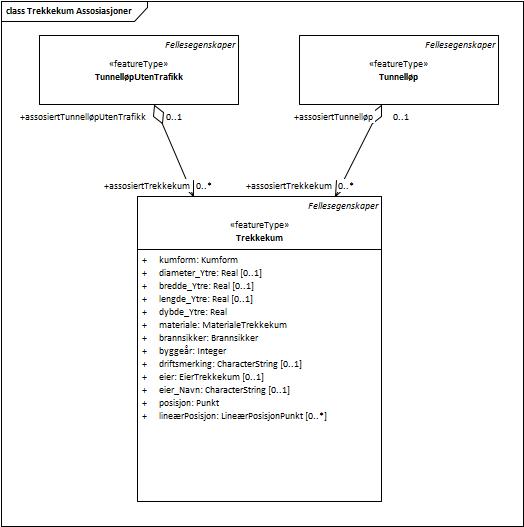 class Trekkekum Assosiasjoner
Fellesegenskaper
«featureType»
TunnelløpUtenTrafikk
Fellesegenskaper
«featureType»
Tunnelløp
+assosiertTunnelløpUtenTrafikk 0..1
+assosiertTunnelløp 0..1
+assosiertTrekkekum 0..*
+assosiertTrekkekum 0..*
Fellesegenskaper
«featureType»
Trekkekum
+ kumform: Kumform
+ diameter_Ytre: Real [0..1]
+ bredde_Ytre: Real [0..1]
+ lengde_Ytre: Real [0..1]
+ dybde_Ytre: Real
+ materiale: MaterialeTrekkekum
+ brannsikker: Brannsikker
+ byggeår: Integer
+ driftsmerking: CharacterString [0..1]
+ eier: EierTrekkekum [0..1]
+ eier_Navn: CharacterString [0..1]
+ posisjon: Punkt
+ lineærPosisjon: LineærPosisjonPunkt [0..*]